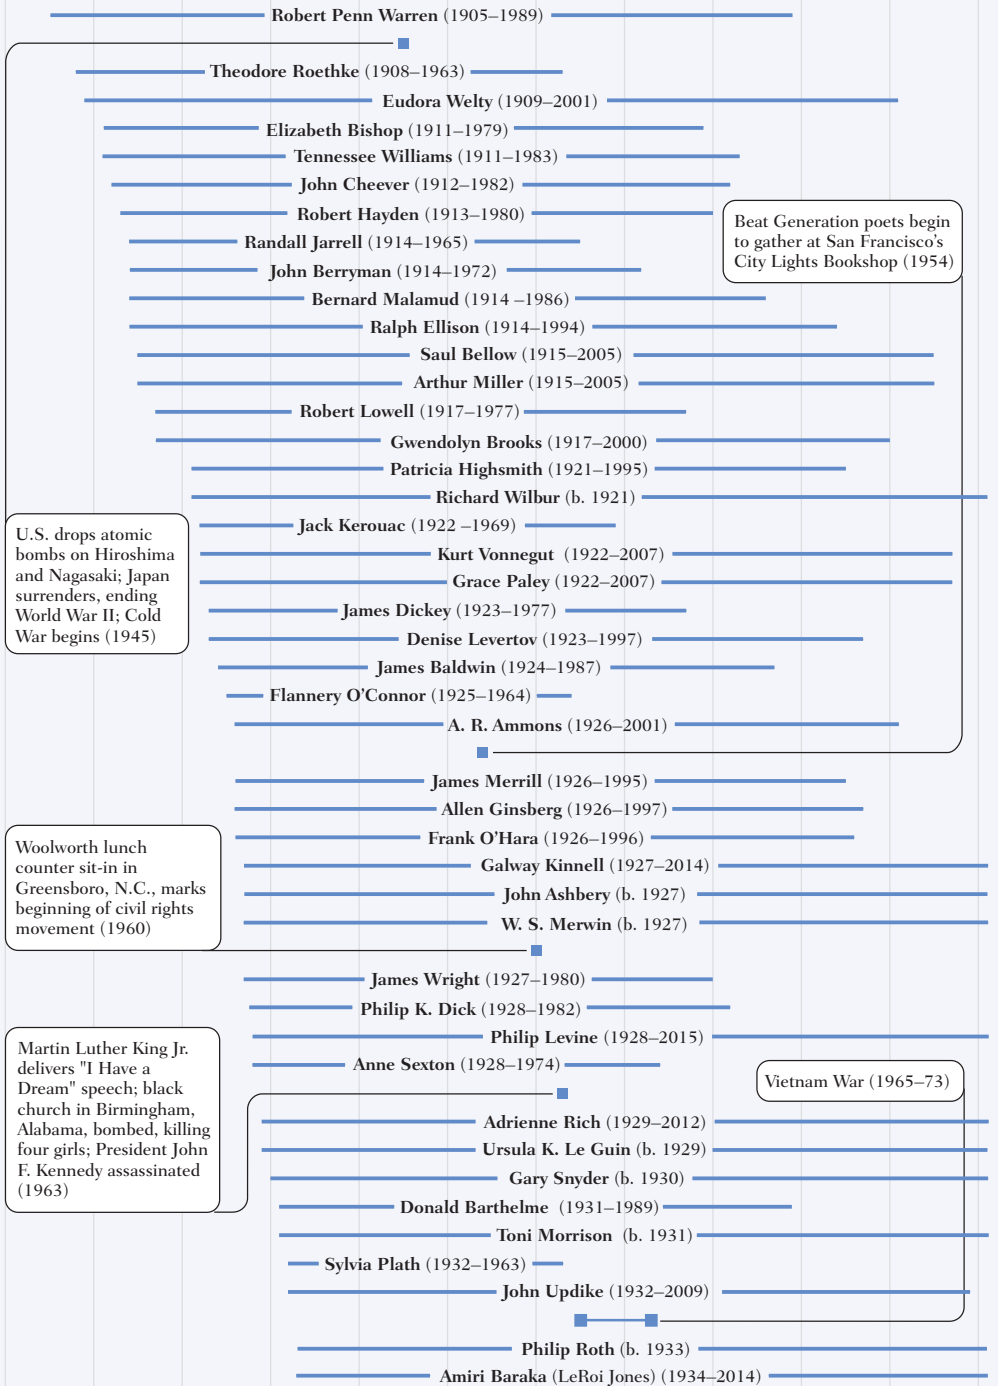 Robert Penn Warren (1905–1989)
Theodore Roethke (1908–1963)
Eudora Welty (1909–2001)
Elizabeth Bishop (1911–1979)
Tennessee Williams (1911–1983)
John Cheever (1912–1982)
Robert Hayden (1913–1980)
Beat Generation poets begin
to gather at San Francisco’s
City Lights Bookshop (1954)
Randall Jarrell (1914–1965)
John Berryman (1914–1972)
Bernard Malamud (1914 –1986)
Ralph Ellison (1914–1994)
Saul Bellow (1915–2005)
Arthur Miller (1915–2005)
Robert Lowell (1917–1977)
Gwendolyn Brooks (1917–2000)
Patricia Highsmith (1921–1995)
Richard Wilbur (b. 1921)
Jack Kerouac (1922 –1969)
U.S. drops atomic
bombs on Hiroshima
and Nagasaki; Japan
surrenders, ending
World War II; Cold
War begins (1945)
Kurt Vonnegut (1922–2007)
Grace Paley (1922–2007)
James Dickey (1923–1977)
Denise Levertov (1923–1997)
James Baldwin (1924–1987)
Flannery O’Connor (1925–1964)
A. R. Ammons (1926–2001)
James Merrill (1926–1995)
Allen Ginsberg (1926–1997)
Frank O’Hara (1926–1996)
Woolworth lunch
counter sit-in in
Greensboro, N.C., marks
beginning of civil rights
movement (1960)
Galway Kinnell (1927–2014)
John Ashbery (b. 1927)
W. S. Merwin (b. 1927)
James Wright (1927–1980)
Philip K. Dick (1928–1982)
Philip Levine (1928–2015)
Anne Sexton (1928–1974)
Martin Luther King Jr.
delivers "I Have a
Dream" speech; black
church in Birmingham,
Alabama, bombed, killing
four girls; President John
F. Kennedy assassinated
(1963)
Vietnam War (1965–73)
Adrienne Rich (1929–2012)
Ursula K. Le Guin (b. 1929)
Gary Snyder (b. 1930)
Donald Barthelme (1931–1989)
Toni Morrison (b. 1931)
Sylvia Plath (1932–1963)
John Updike (1932–2009)
Philip Roth (b. 1933)
Amiri Baraka (LeRoi Jones) (1934–2014)